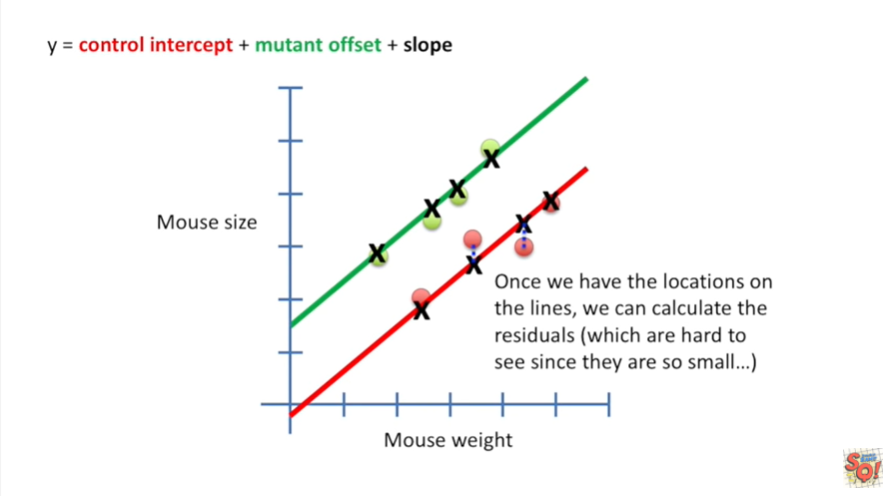 y = control intercept + mutant offset + slope
Mouse size
Once we have the locations on
the lines, we can calculate the
residuals (which are hard to
see since they are so small...)
Mouse weight
SQ!